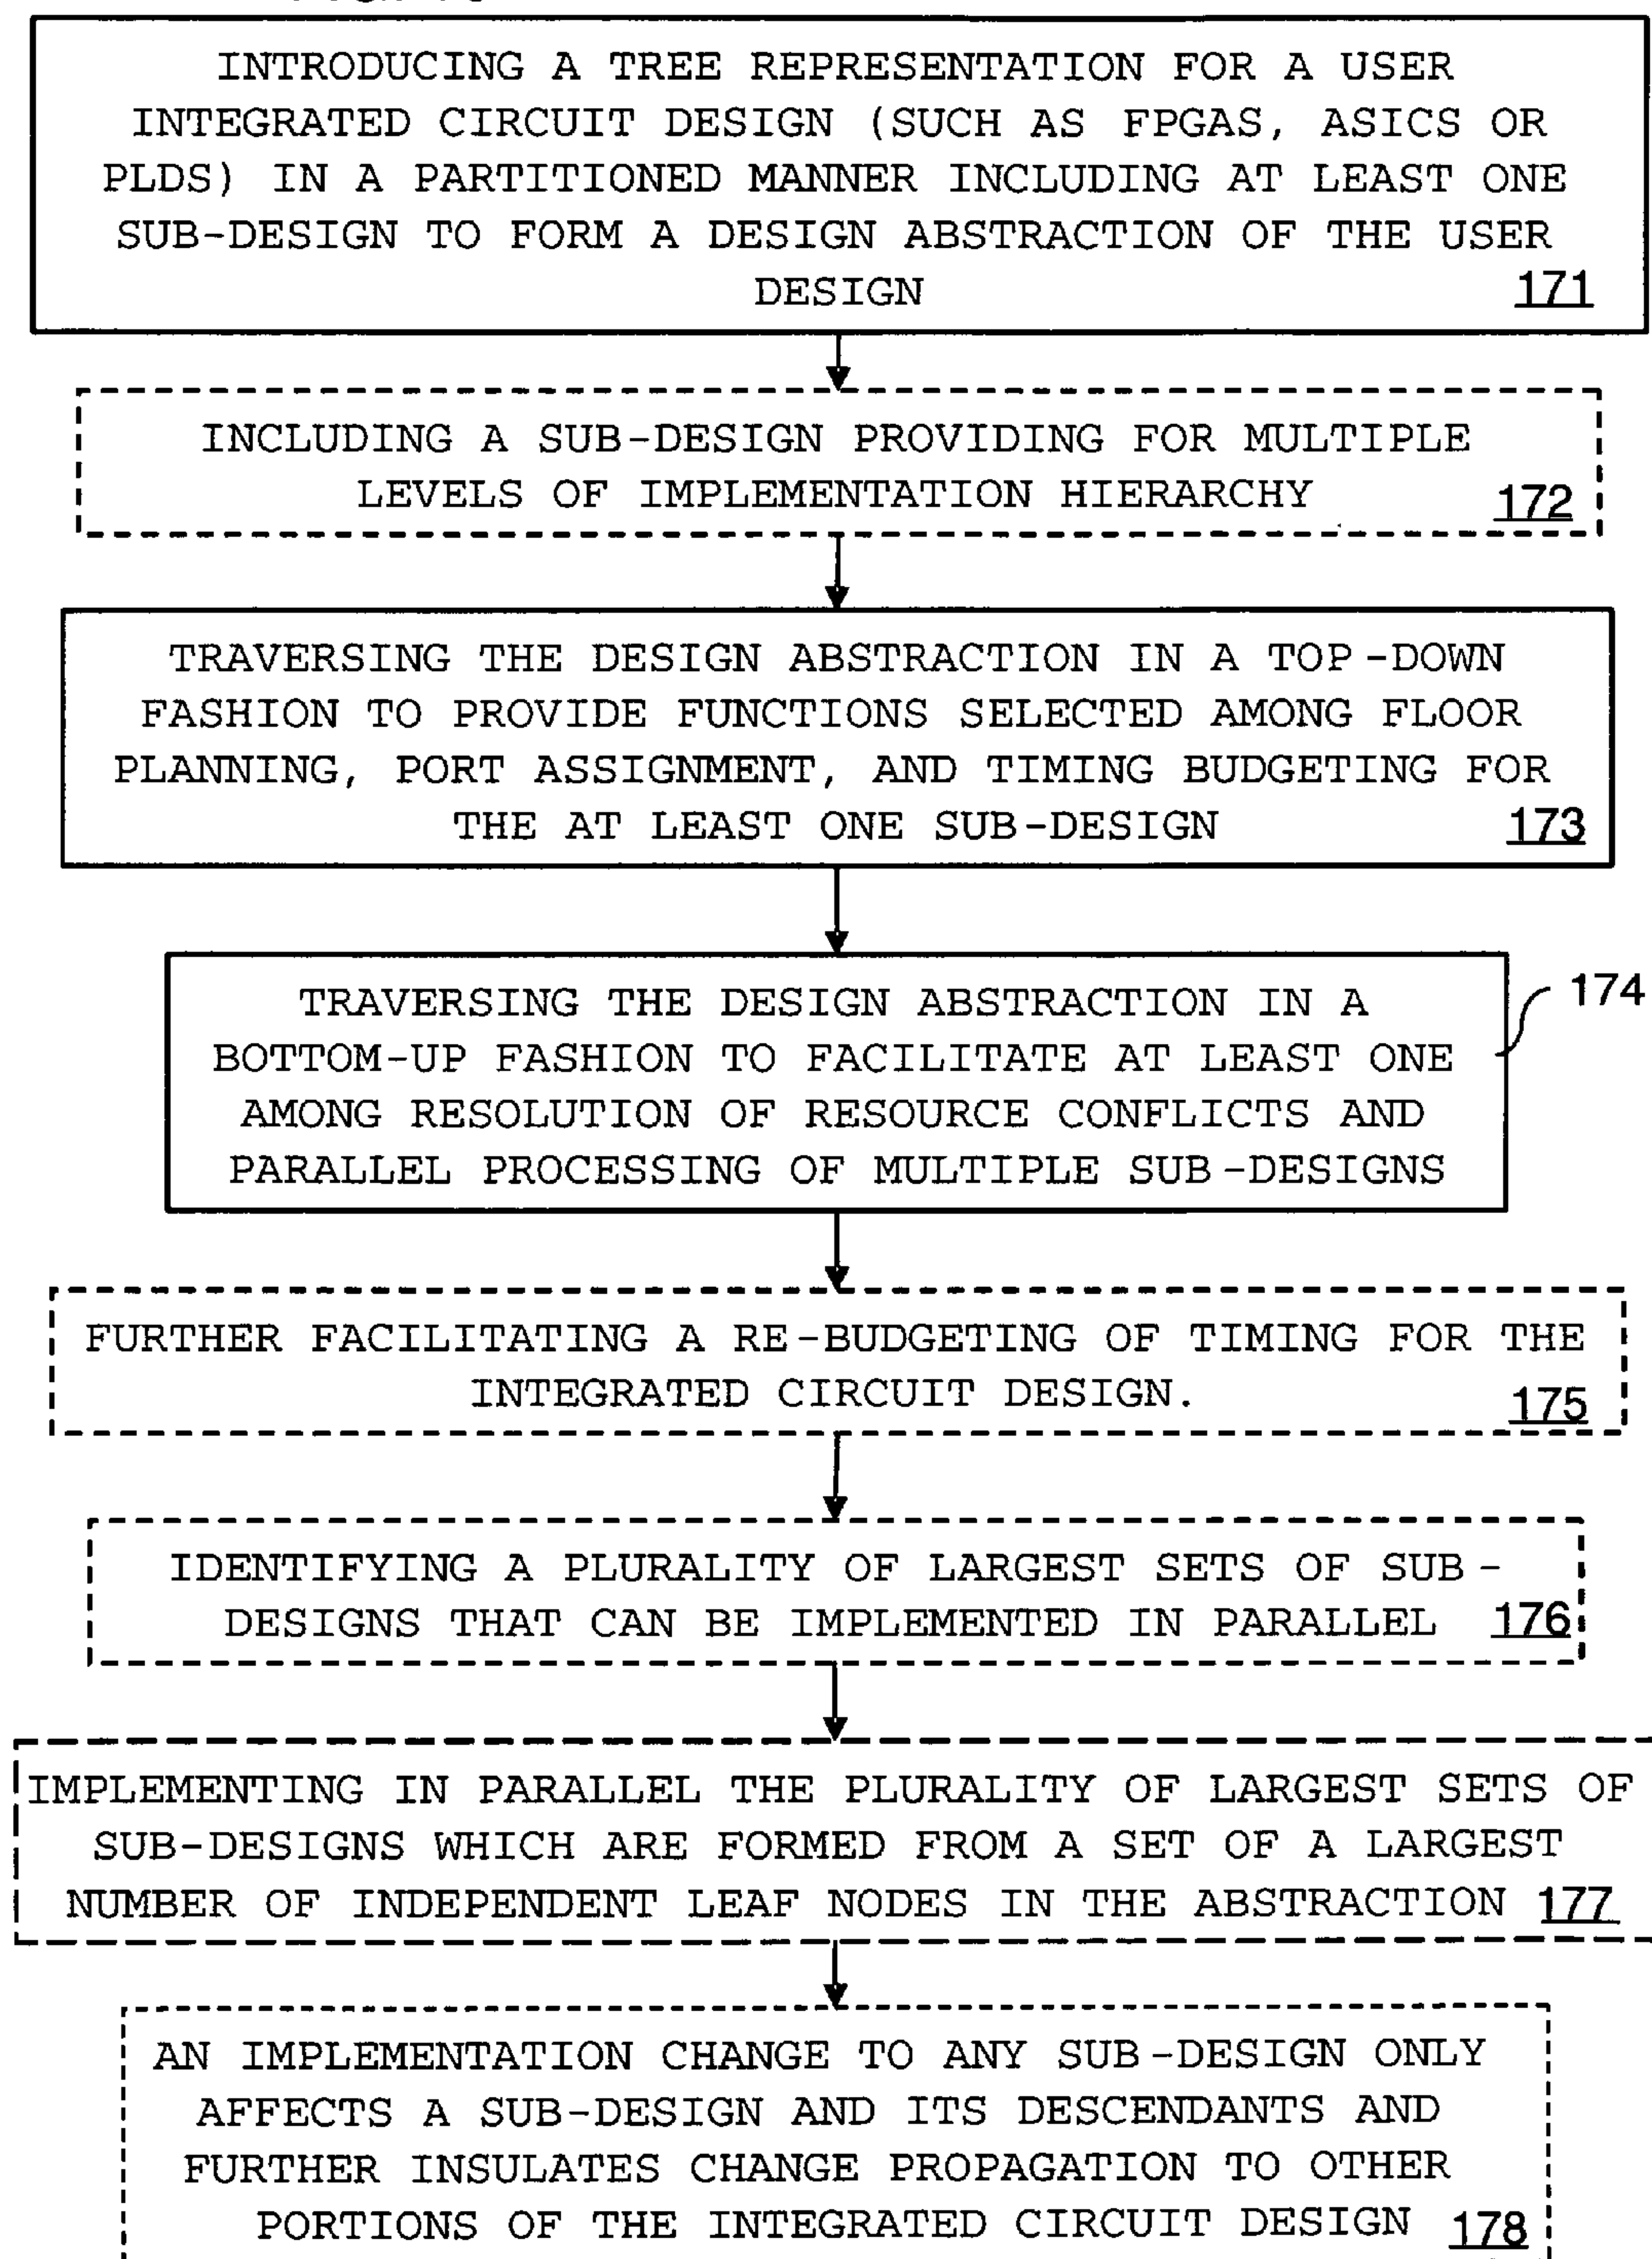 INTRODUCING A TREE REPRESENTATION FOR A USER
INTEGRATED CIRCUIT DESIGN (SUCH AS FPGAS, ASICS OR
PLDS) IN A PARTITIONED MANNER INCLUDING AT LEAST ONE
SUB-DESIGN TO FORM A DESIGN ABSTRACTION OF THE USER
DESIGN 171
INCLUDING A SUB-DESIGN PROVIDING FOR MULTIPLE
LEVELS OF IMPLEMENTATION HIERARCHY 172
TRAVERSING THE DESIGN ABSTRACTION IN A TOP-DOWN
FASHION TO PROVIDE FUNCTIONS SELECTED AMONG FLOOR
PLANNING, PORT ASSIGNMENT, AND TIMING BUDGETING FOR
THE AT LEAST ONE SUB-DESIGN 173
174
TRAVERSING THE DESIGN ABSTRACTION IN A
BOTTOM-UP FASHION TO FACILITATE AT LEAST ONE
AMONG RESOLUTION OF RESOURCE CONFLICTS AND
PARALLEL PROCESSING OF MULTIPLE SUB-DESIGNS
FURTHER FACILITATING A RE-BUDGETING OF TIMING FOR THE
INTEGRATED CIRCUIT DESIGN. 175
IDENTIFYING A PLURALITY OF LARGEST SETS OF SUB-
DESIGNS THAT CAN BE IMPLEMENTED IN PARALLEL 176
IMPLEMENTING IN PARALLEL THE PLURALITY OF LARGEST SETS OF
SUB-DESIGNS WHICH ARE FORMED FROM A SET OF A LARGEST
NUMBER OF INDEPENDENT LEAF NODES IN THE ABSTRACTION 177
AN IMPLEMENTATION CHANGE TO ANY SUB-DESIGN ONLY
AFFECTS A SUB-DESIGN AND ITS DESCENDANTS AND
FURTHER INSULATES CHANGE PROPAGATION TO OTHER
PORTIONS OF THE INTEGRATED CIRCUIT DESIGN 178